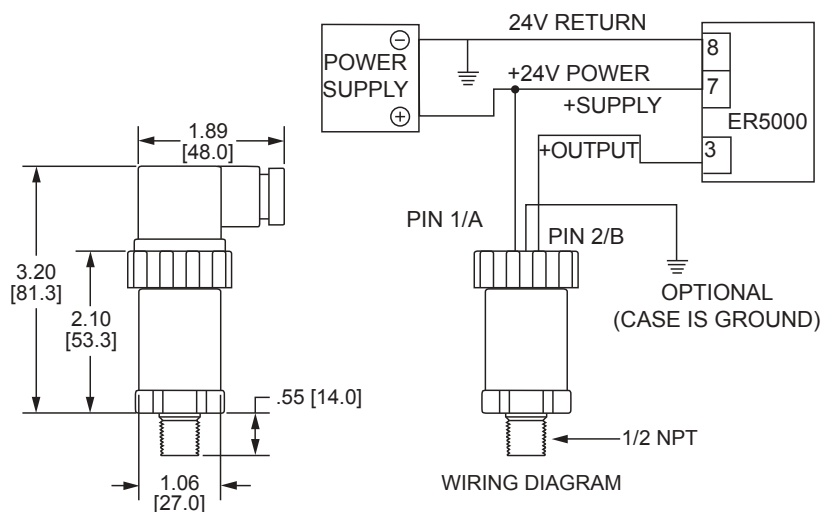 24V RETURN
POWER
SUPPLY
8
+24V POWER
7
+SUPPLY
ER5000
1.89
[48.0]
+OUTPUT
3
PIN 1/A
PIN 2/B
3.20
[81.3]
OPTIONAL
(CASE IS GROUND)
2.10
[53.3]
.55 [14.0]
1/2 NPT
1.06
[27.0]
WIRING DIAGRAM